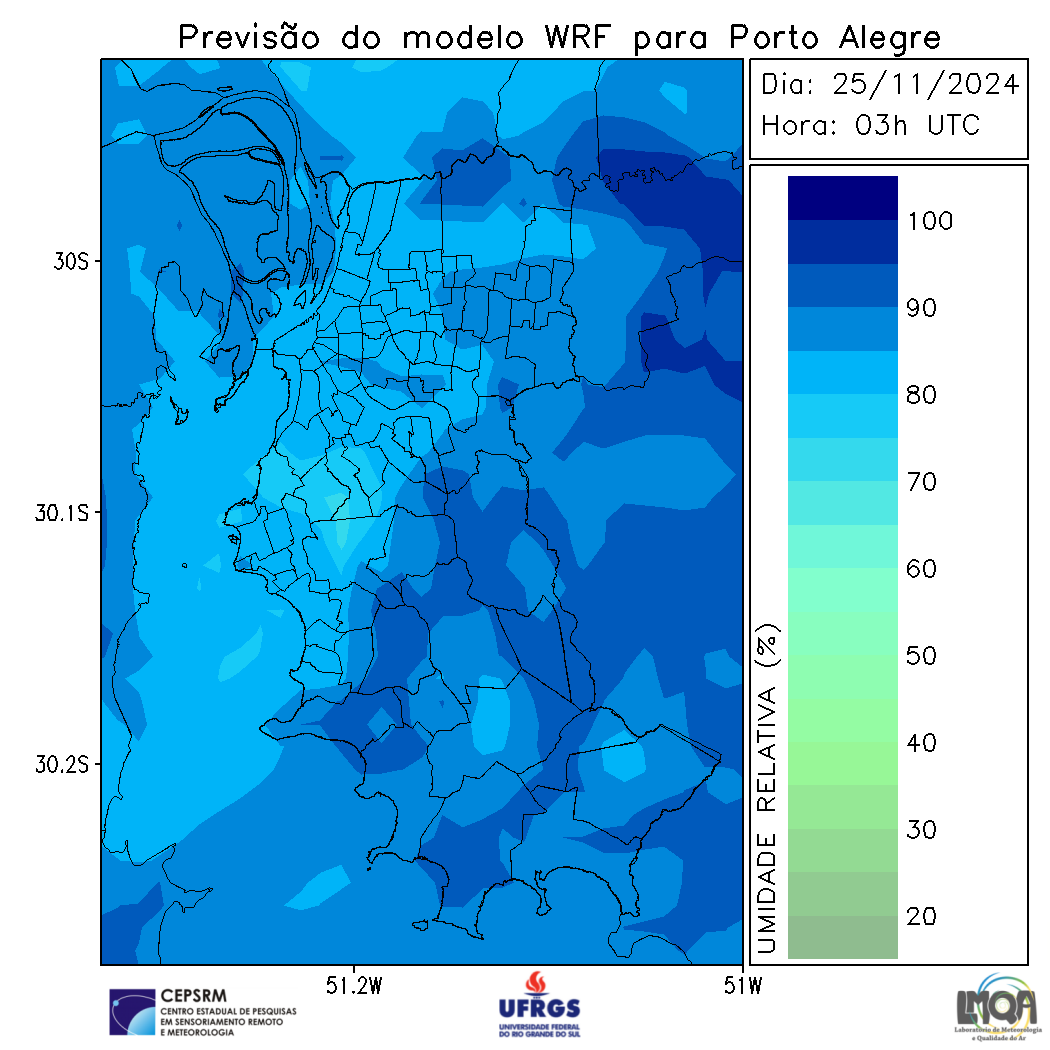 Previsão do modelo WRF para Porto Alegre
Dia: 25/11/2024
Hora: 03h UTC
30S
30.1S
30.2S
51.2W
51W
UMIDADE RELATIVA (%)
100
90
80
70
60
50
40
30
20
CEPSRM
CENTRO ESTADUAL DE PESQUISAS
EM SENSORIAMENTO REMOTO
E METEOROLOGIA
UFRGS
UNIVERSIDADE FEDERAL
DO RIO GRANDE DO SUL
LMQA
Laboratório de Meteorologia
e Qualidade do Ar